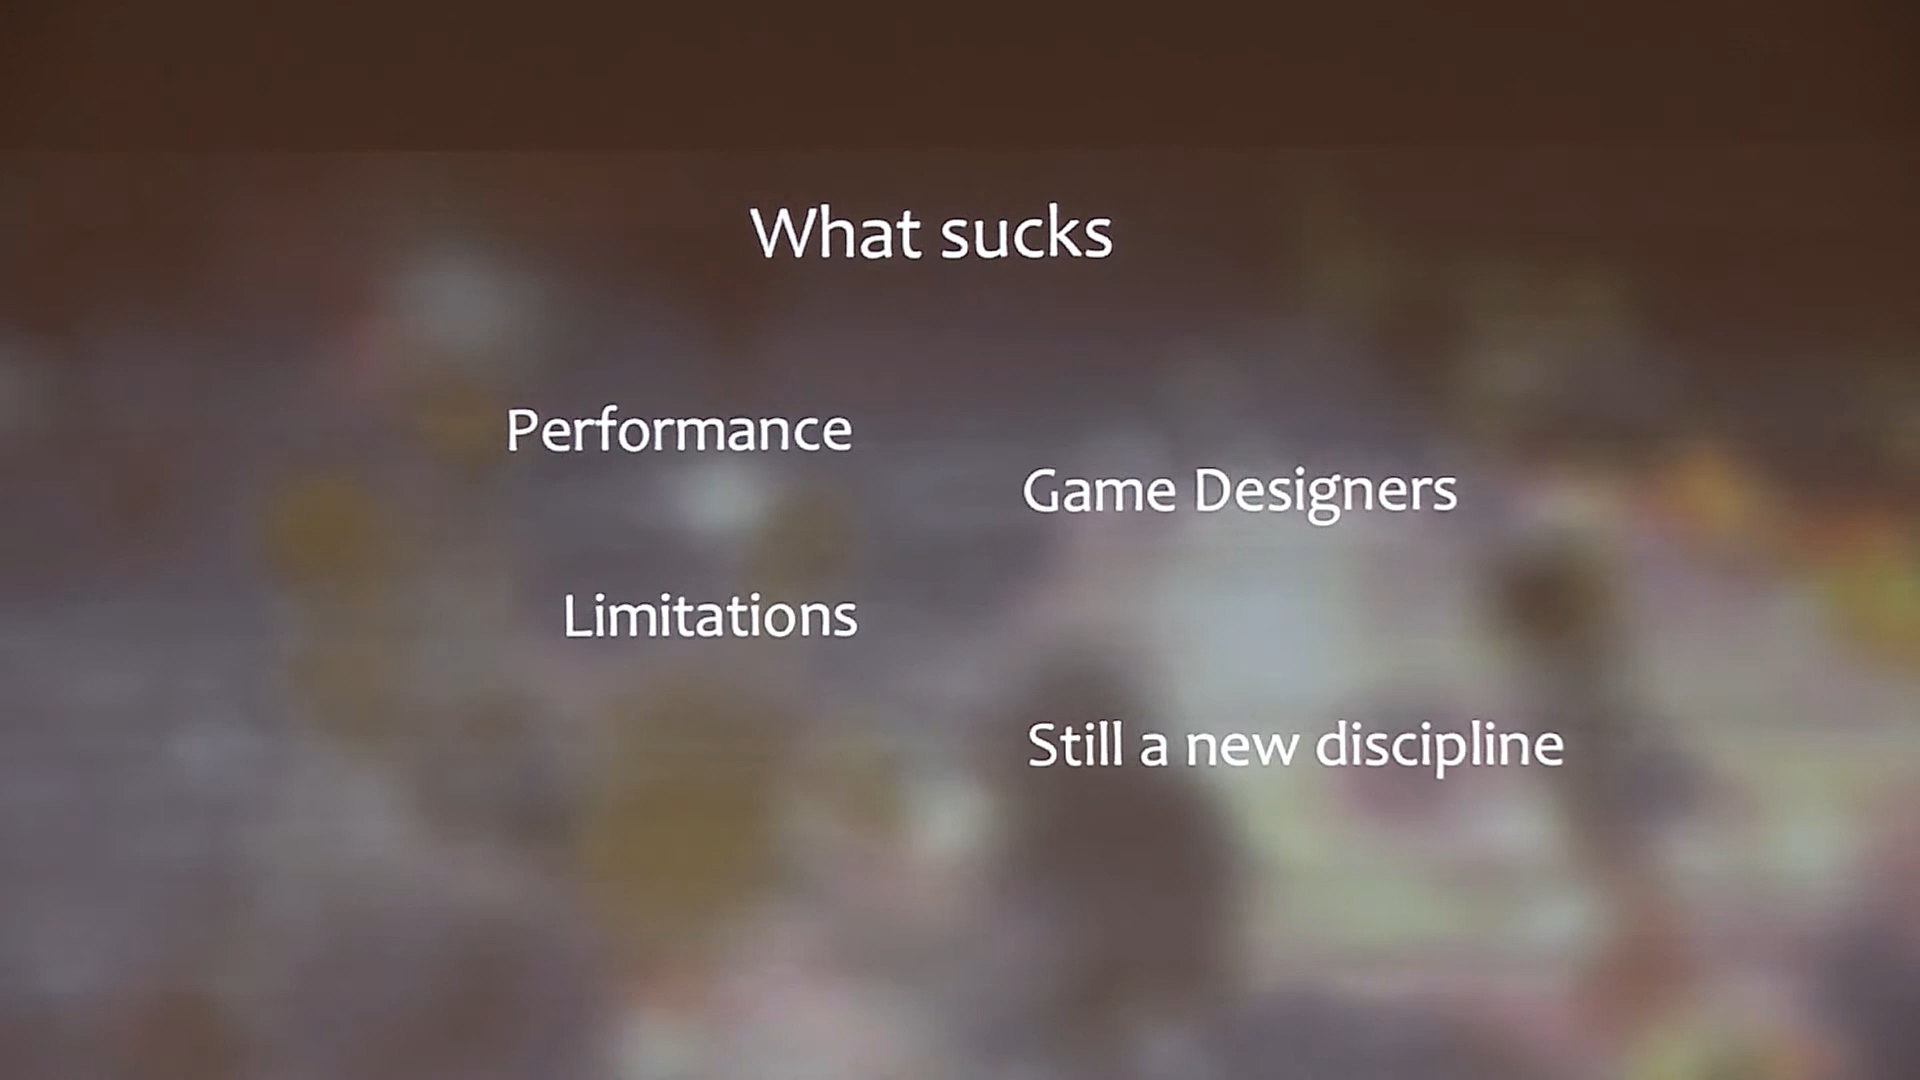 What sucks
Performance
Game Designers
Limitations
Still a new discipline